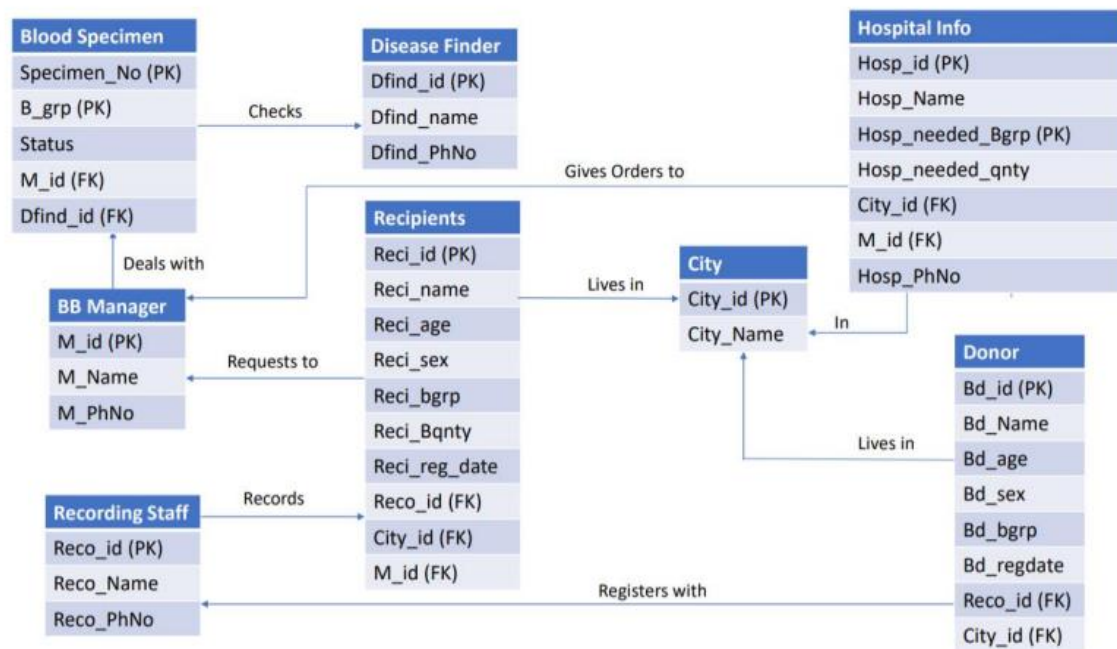 Blood Specimen
Specimen_No (PK)
B_grp (PK)
Status
M_id (FK)
Dfind_id (FK)
Checks
Disease Finder
Dfind_id (PK)
Dfind_name
Dfind_PhNo
Hospital Info
Hosp_id (PK)
Hosp_Name
Hosp_needed_Bgrp (PK)
Hosp_needed_qnty
City_id (FK)
M_id (FK)
Hosp_PhNo
Gives Orders to
Deals with
BB Manager
M_id (PK)
M_Name
M_PhNo
Requests to
Recipients
Reci_id (PK)
Reci_name
Reci_age
Reci_sex
Reci_bgrp
Reci_Bqnty
Reci_reg_date
Reco_id (FK)
City_id (FK)
M_id (FK)
Lives in
City
City_id (PK)
City_Name
In
Donor
Bd_id (PK)
Bd_Name
Bd_age
Bd_sex
Bd_bgrp
Bd_regdate
Reco_id (FK)
City_id (FK)
Lives in
Records
Recording Staff
Reco_id (PK)
Reco_Name
Reco_PhNo
Registers with